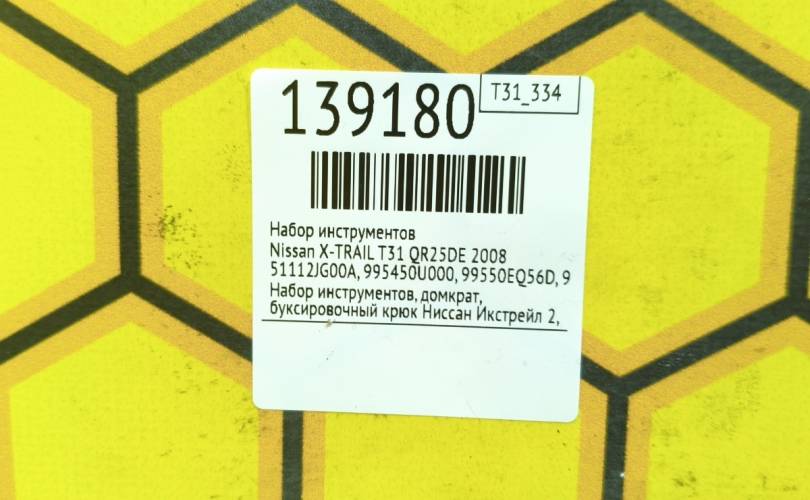 139180
T31_334
Набор инструментов
Nissan X-TRAIL T31 QR25DE 2008
51112JG00A, 995450U000, 99550EQ56D, 9
Набор инструментов, домкрат,
буксировочный крюк Ниссан Икстрейл 2,